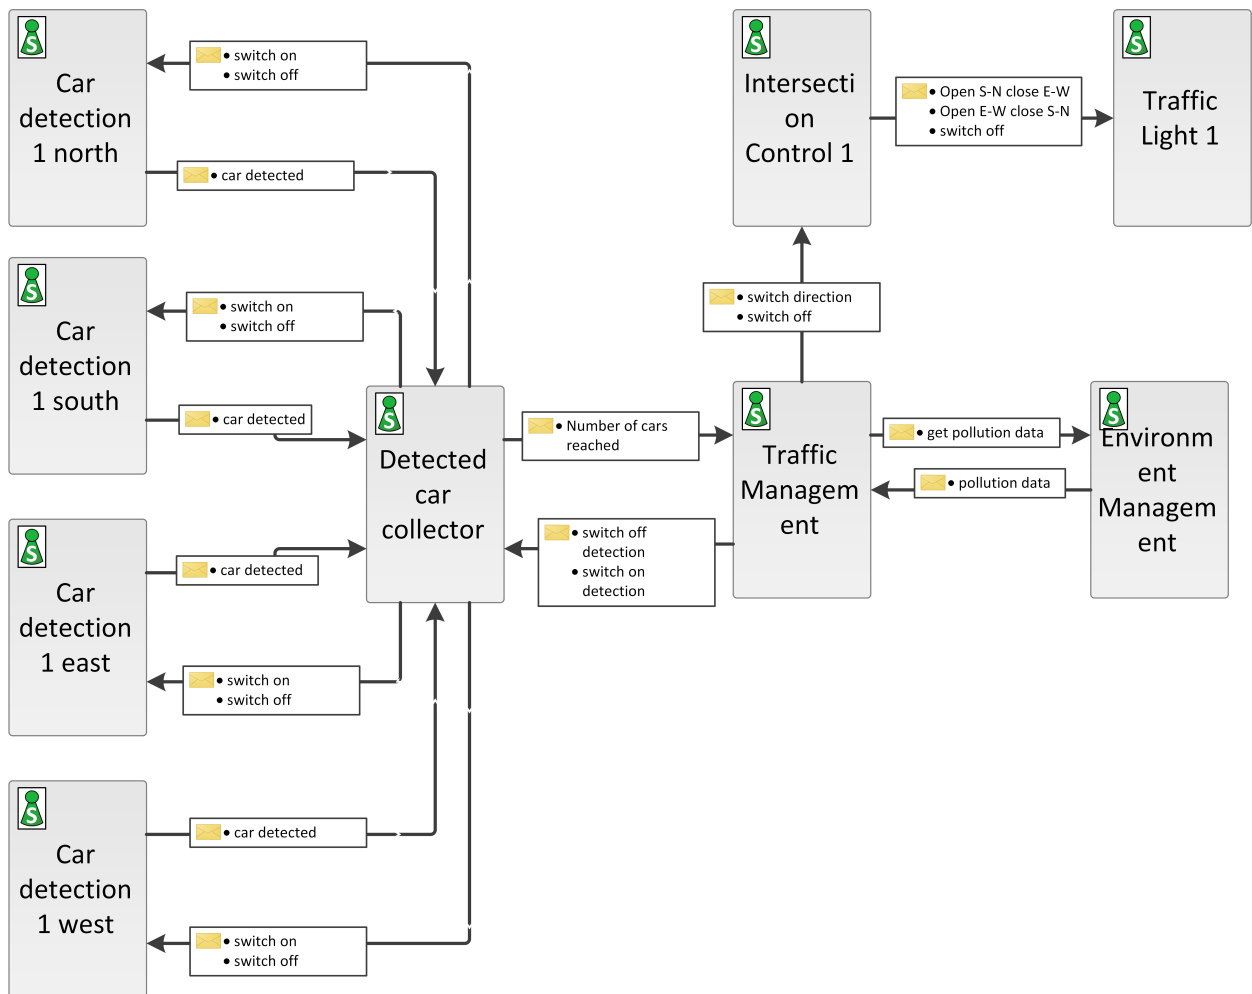 S
Car
detection
1 north
• switch on
• switch off
• car detected
S
Car
detection
1 south
• switch on
• switch off
• car detected
S
Car
detection
1 east
• car detected
• switch on
• switch off
S
Car
detection
1 west
• car detected
• switch on
• switch off
S
Detected
car
collector
• Number of cars
reached
• switch off
detection
• switch on
detection
S
Intersecti
on
Control 1
• Open S-N close E-W
• Open E-W close S-N
• switch off
S
Traffic
Light 1
• switch direction
• switch off
S
Traffic
Managem
ent
• get pollution data
• pollution data
S
Environm
ent
Managem
ent